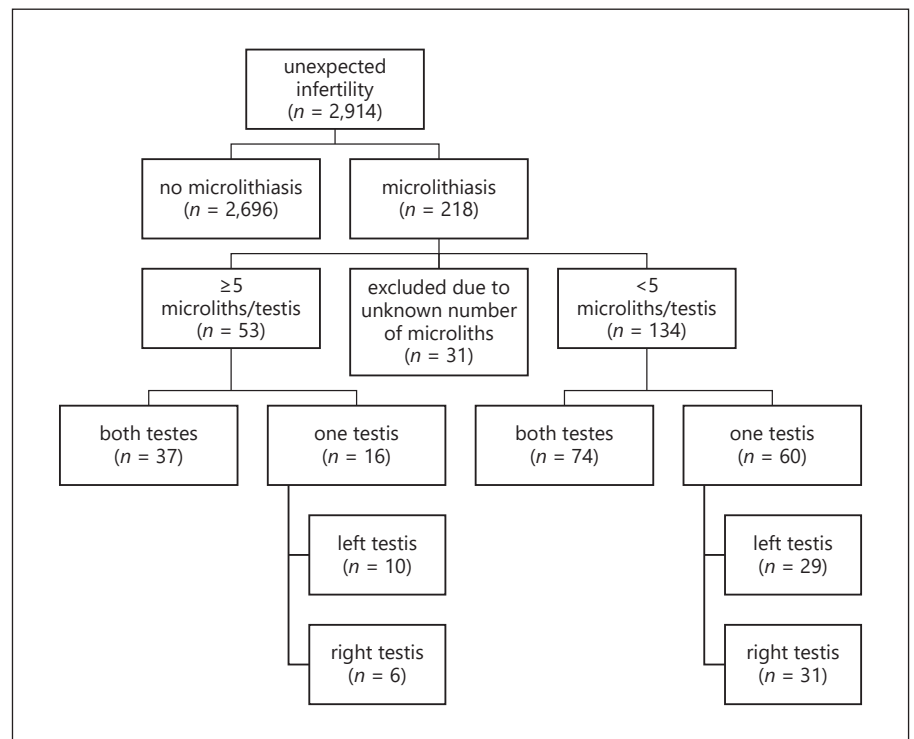 unexpected
infertility
(n = 2,914)
no microlithiasis
(n = 2,696)
microlithiasis
(n = 218)
≥5
microliths/testis
(n = 53)
excluded due to
unknown number
of microliths
(n = 31)
<5
microliths/testis
(n = 134)
both testes
(n = 37)
one testis
(n = 16)
both testes
(n = 74)
one testis
(n = 60)
left testis
(n = 10)
left testis
(n = 29)
right testis
(n = 6)
right testis
(n = 31)